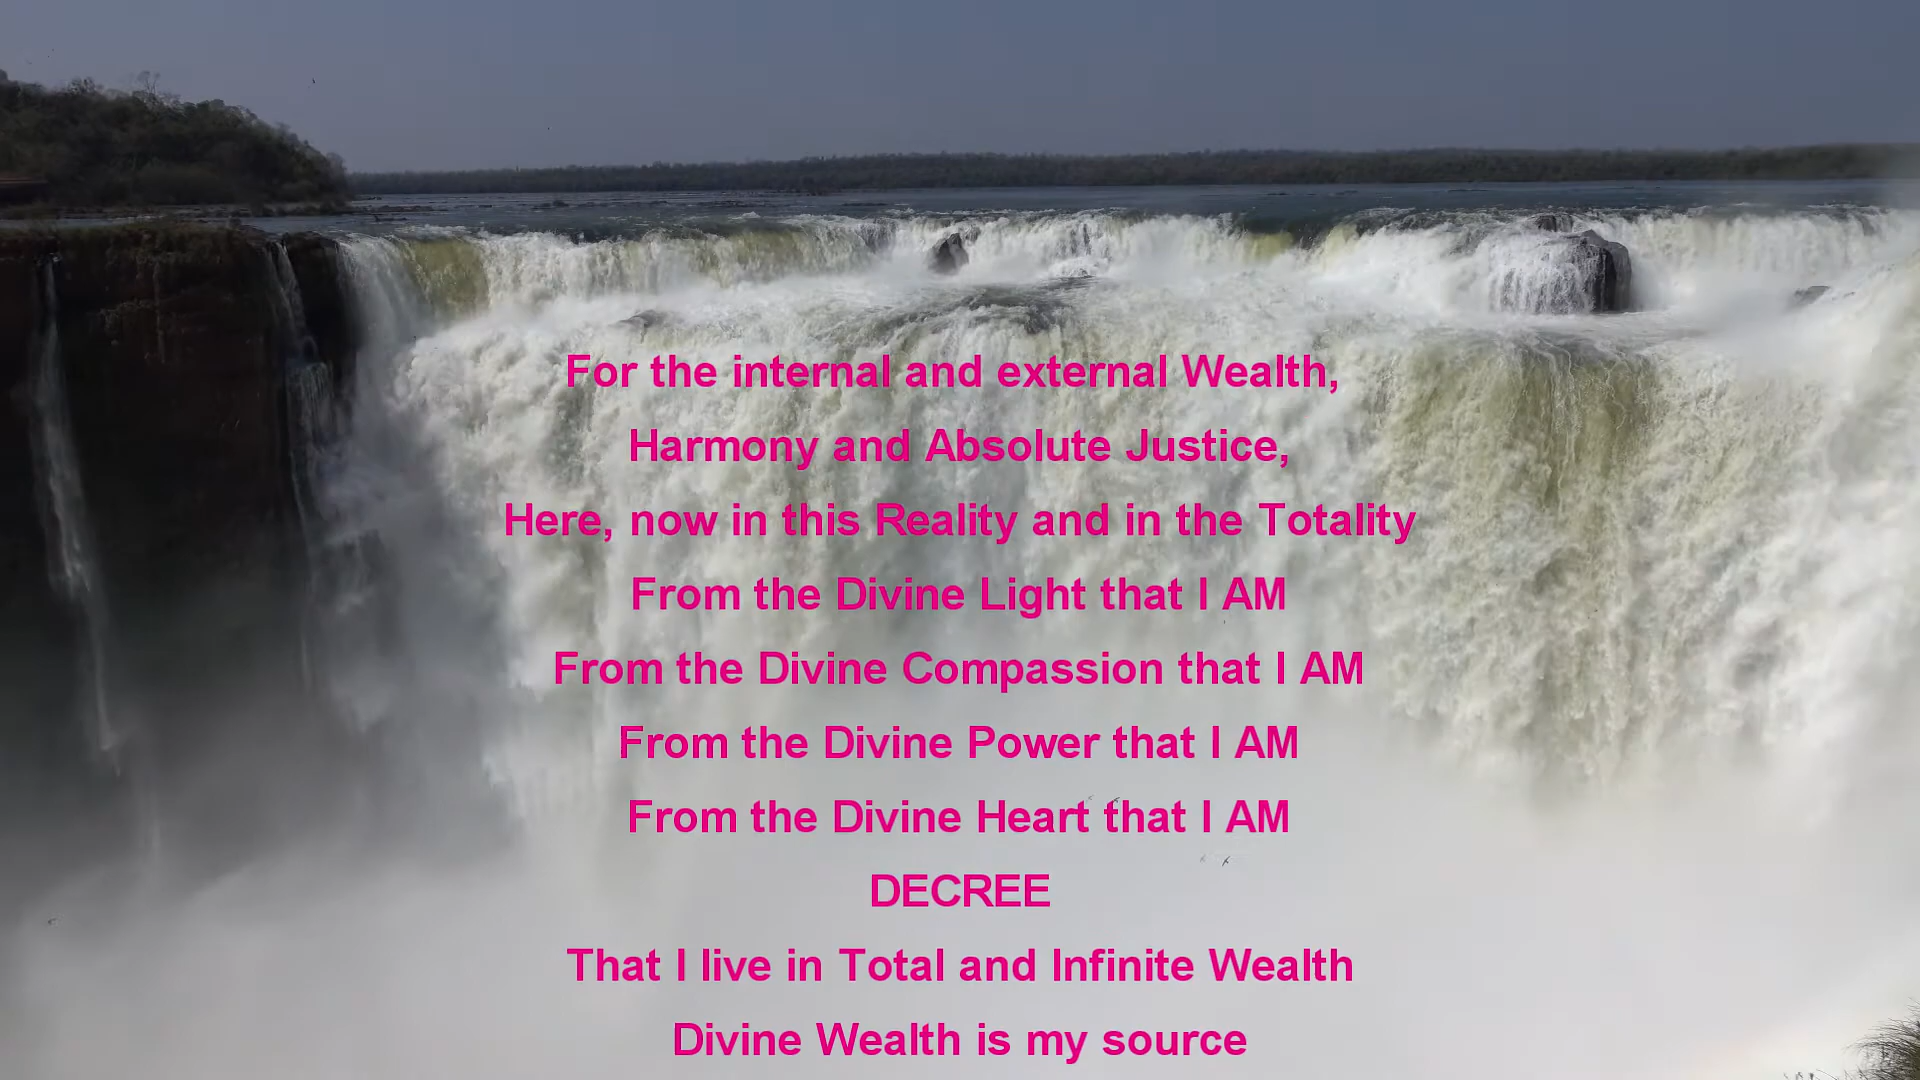 For the internal and external Wealth,
Harmony and Absolute Justice,
Here, now in this Reality and in the Totality
From the Divine Light that I AM
From the Divine Compassion that I AM
From the Divine Power that I AM
From the Divine Heart that I AM
DECREE
That I live in Total and Infinite Wealth
Divine Wealth is my source